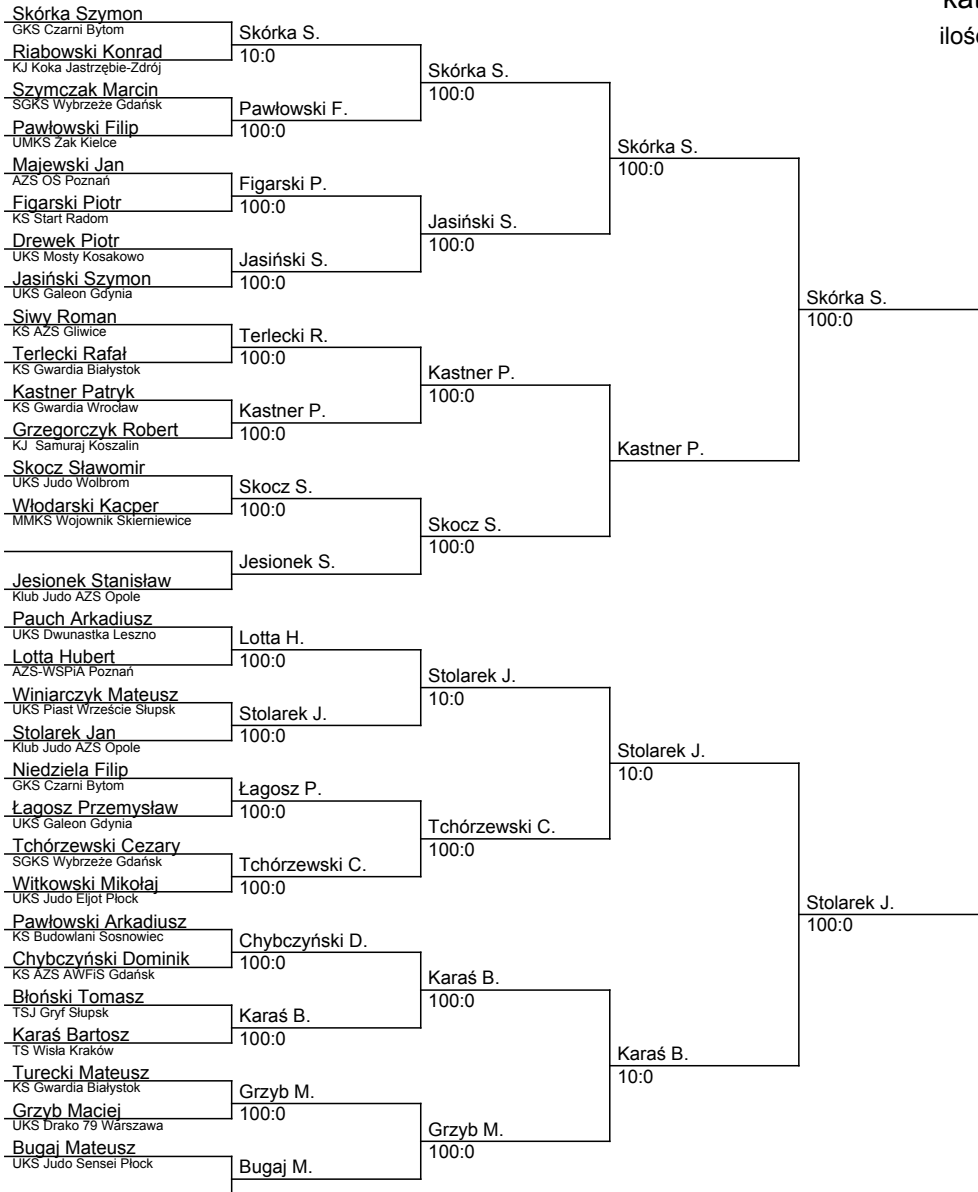 Skórka Szymon
GKS Czarni Bytom
Riabowski Konrad
KJ Koka Jastrzębie-Zdrój
Szymczak Marcin
SGKS Wybrzeże Gdańsk
Pawłowski Filip
UMKS Żak Kielce
Majewski Jan
AZS OŚ Poznań
Figarski Piotr
KS Start Radom
Drewek Piotr
UKS Mosty Kosakowo
Jasiński Szymon
UKS Galeon Gdynia
Siwy Roman
KS AZS Gliwice
Terlecki Rafał
KS Gwardia Białystok
Kastner Patryk
KS Gwardia Wrocław
Grzegorczyk Robert
KJ Samuraj Koszalin
Skocz Sławomir
UKS Judo Wolbrom
Włodarski Kacper
MMKS Wojownik Skierniewice
Jesionek Stanisław
Klub Judo AZS Opole
Pauch Arkadiusz
UKS Dwunastka Leszno
Lotta Hubert
AZS-WSPiA Poznań
Winiarczyk Mateusz
UKS Piast Wrzeście Słupsk
Stolarek Jan
Klub Judo AZS Opole
Niedziela Filip
GKS Czarni Bytom
Łagosz Przemysław
UKS Galeon Gdynia
Tchórzewski Cezary
SGKS Wybrzeże Gdańsk
Witkowski Mikołaj
UKS Judo Eljot Płock
Pawłowski Arkadiusz
KS Budowlani Sosnowiec
Chybczyński Dominik
KS AZS AWFiS Gdańsk
Błoński Tomasz
TSJ Gryf Słupsk
Karaś Bartosz
TS Wisła Kraków
Turecki Mateusz
KS Gwardia Białystok
Grzyb Maciej
UKS Drako 79 Warszawa
Bugaj Mateusz
UKS Judo Sensei Płock
Skórka S.
10:0
Pawłowski F.
100:0
Figarski P.
100:0
Jasiński S.
100:0
Terlecki R.
100:0
Kastner P.
100:0
Skocz S.
100:0
Jesionek S.
Lotta H.
100:0
Stolarek J.
100:0
Łagosz P.
100:0
Tchórzewski C.
100:0
Chybczyński D.
100:0
Karaś B.
100:0
Grzyb M.
100:0
Bugaj M.
Skórka S.
100:0
Jasiński S.
100:0
Kastner P.
100:0
Skocz S.
100:0
Stolarek J.
10:0
Tchórzewski C.
100:0
Karaś B.
100:0
Grzyb M.
100:0
Skórka S.
100:0
Kastner P.
Stolarek J.
10:0
Karaś B.
10:0
Skórka S.
100:0
Stolarek J.
100:0